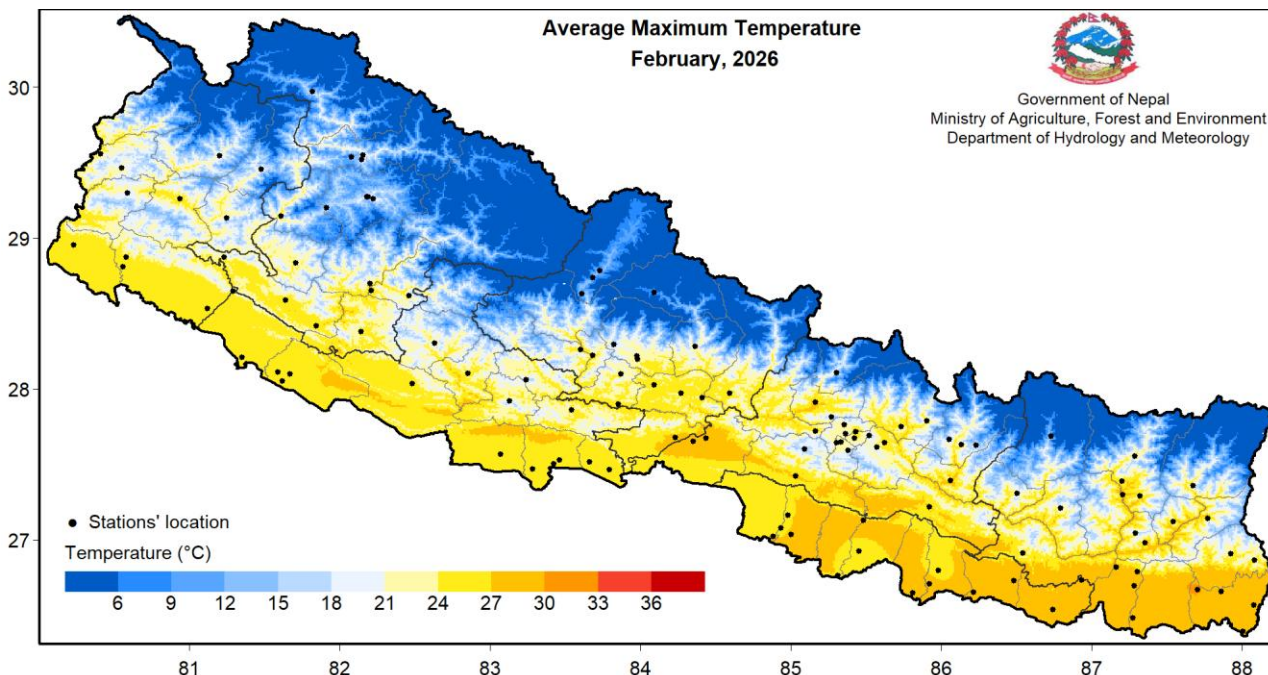 Average Maximum Temperature
February, 2026
Government of Nepal
Ministry of Agriculture, Forest and Environment
Department of Hydrology and Meteorology
30
29
28
27
Stations' location
Temperature (°C)
6 9 12 15 18 21 24 27 30 33 36
81 82 83 84 85 86 87 88